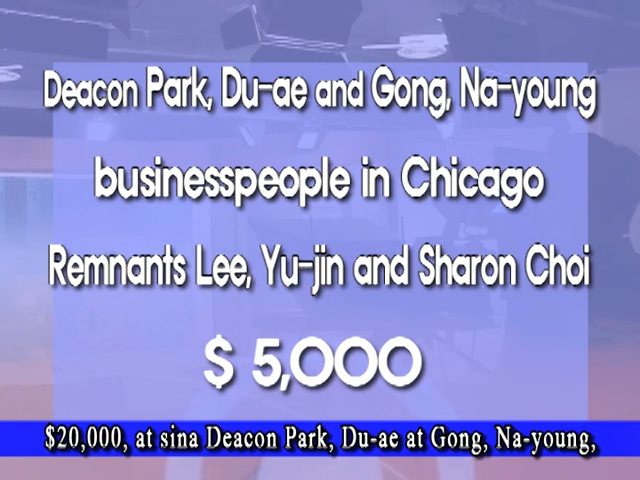 Deacon Park, Du-ae and Gong, Na-young
businesspeople in Chicago
Remnants Lee, Yu-jin and Sharon Choi
$ 5,000
$20,000, at sina Deacon Park, Du-ae at Gong, Na-young,